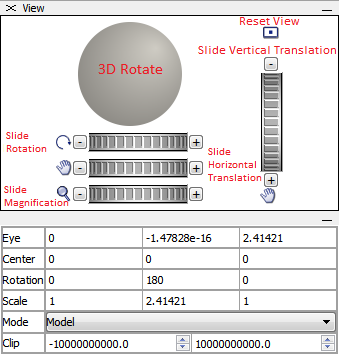 View
Reset View
Slide Vertical Translation
-
3D Rotate
Slide
Rotation
- +
Slide
Horizontal
Translation
- +
+
Slide
Magnification
- +
Eye 0 -1.47828e-16 2.41421
Center 0 0 0
Rotation 0 180 0
Scale 1 2.41421 1
Mode Model
Clip -10000000000.0 10000000000.0